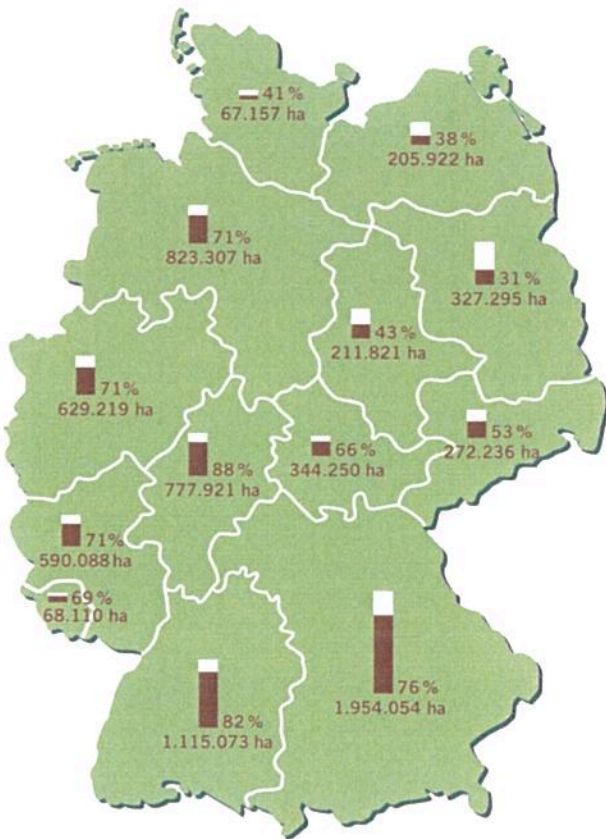 41%
67.157 ha
38%
205.922 ha
71%
823.307 ha
31%
327.295 ha
43%
211.821 ha
71%
629.219 ha
53%
272.236 ha
66%
344.250 ha
88%
777.921 ha
71%
590.088 ha
69%
68.110 ha
76%
1.954.054 ha
82%
1.115.073 ha